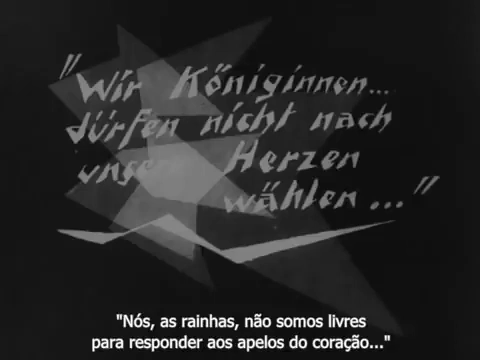 "Wir Königinnen...
dürfen nicht nach
unserm Herzen
wählen..."
"Nós, as rainhas, não somos livres
para responder aos apelos do coração..."